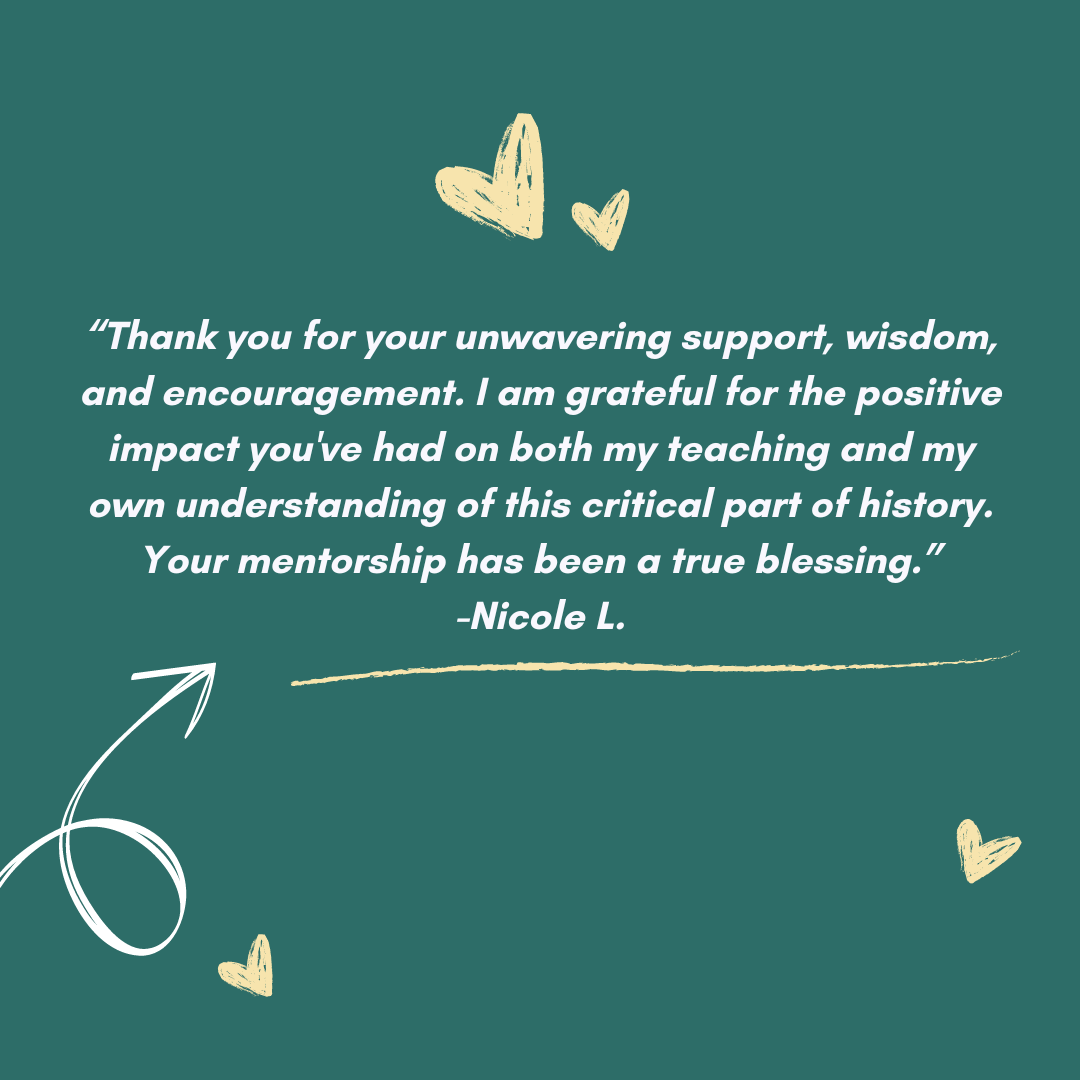 “Thank you for your unwavering support, wisdom,
and encouragement. I am grateful for the positive
impact you've had on both my teaching and my
own understanding of this critical part of history.
Your mentorship has been a true blessing.”
-Nicole L.